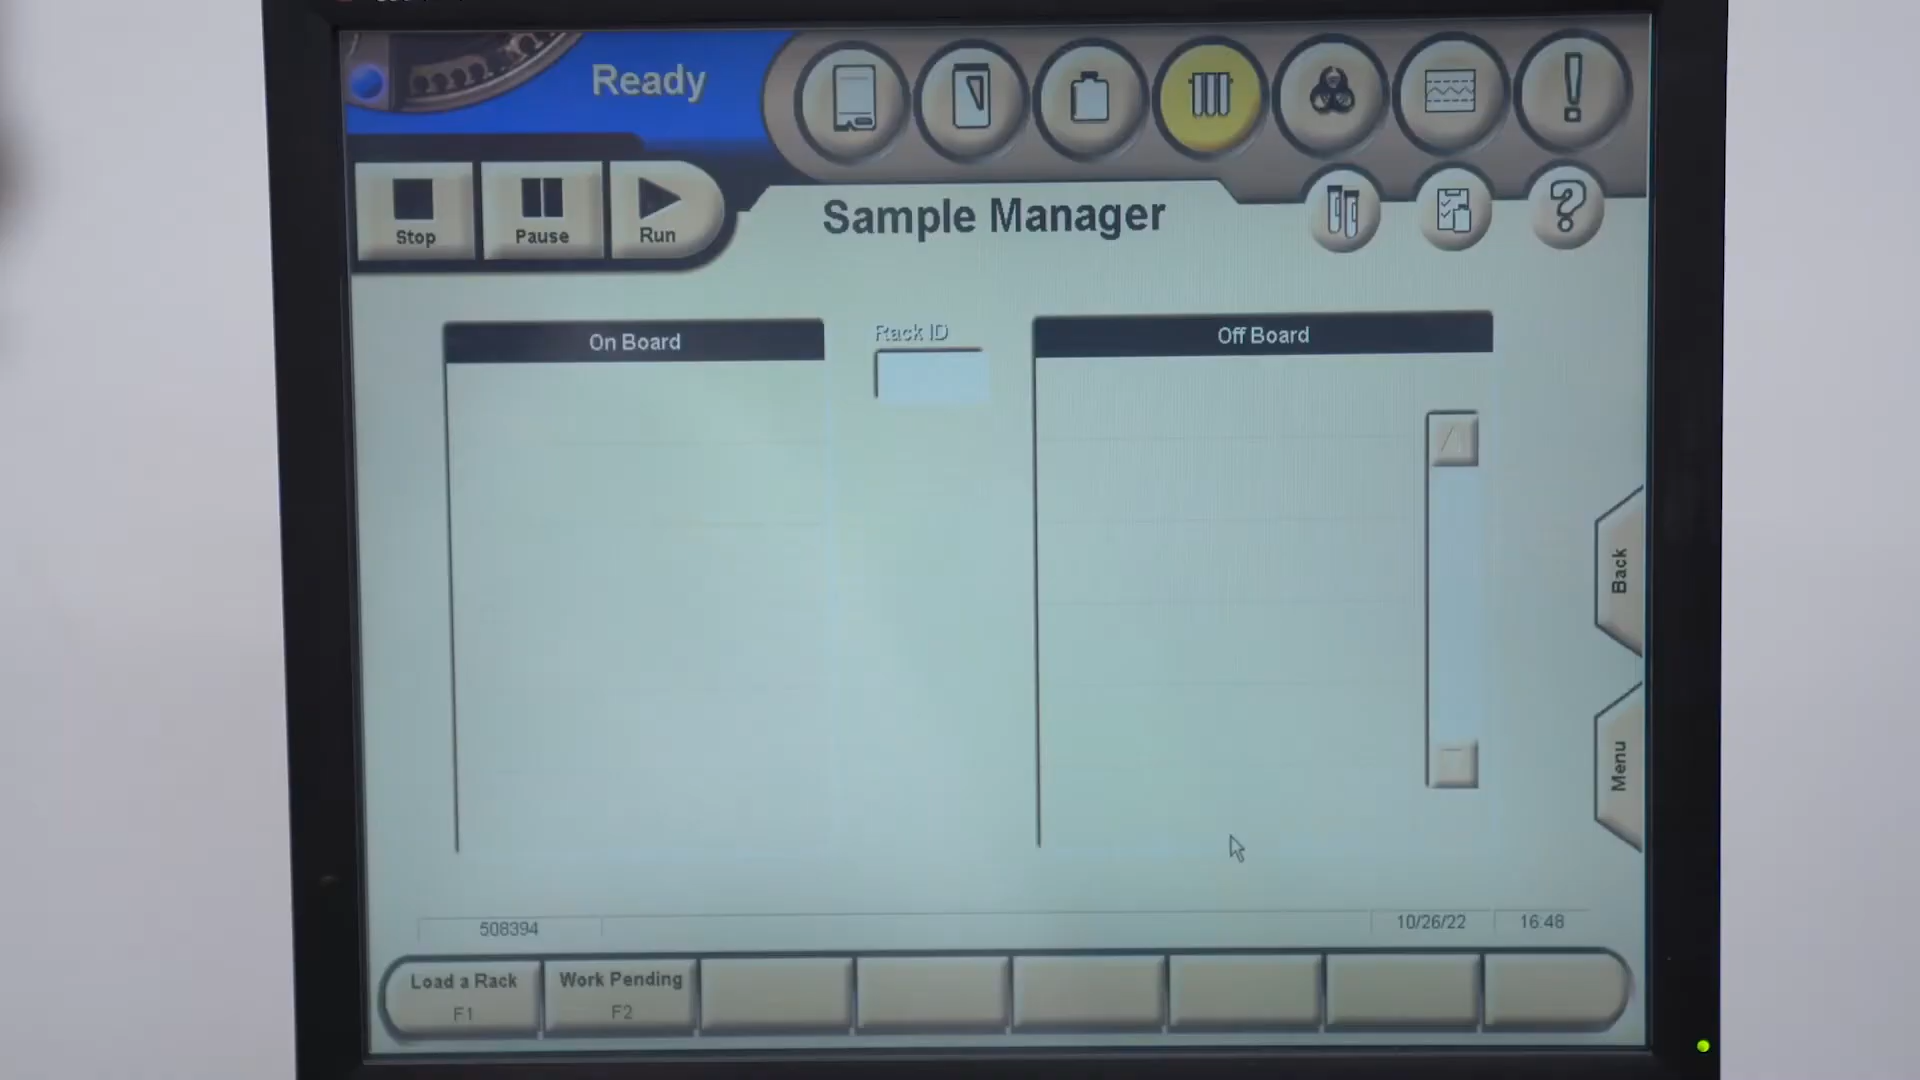 Ready
Stop
Pause
Run
Sample Manager
On Board
Rack ID
Off Board
Back
Menu
508394
10/26/22
16:48
Load a Rack
F1
Work Pending
F2